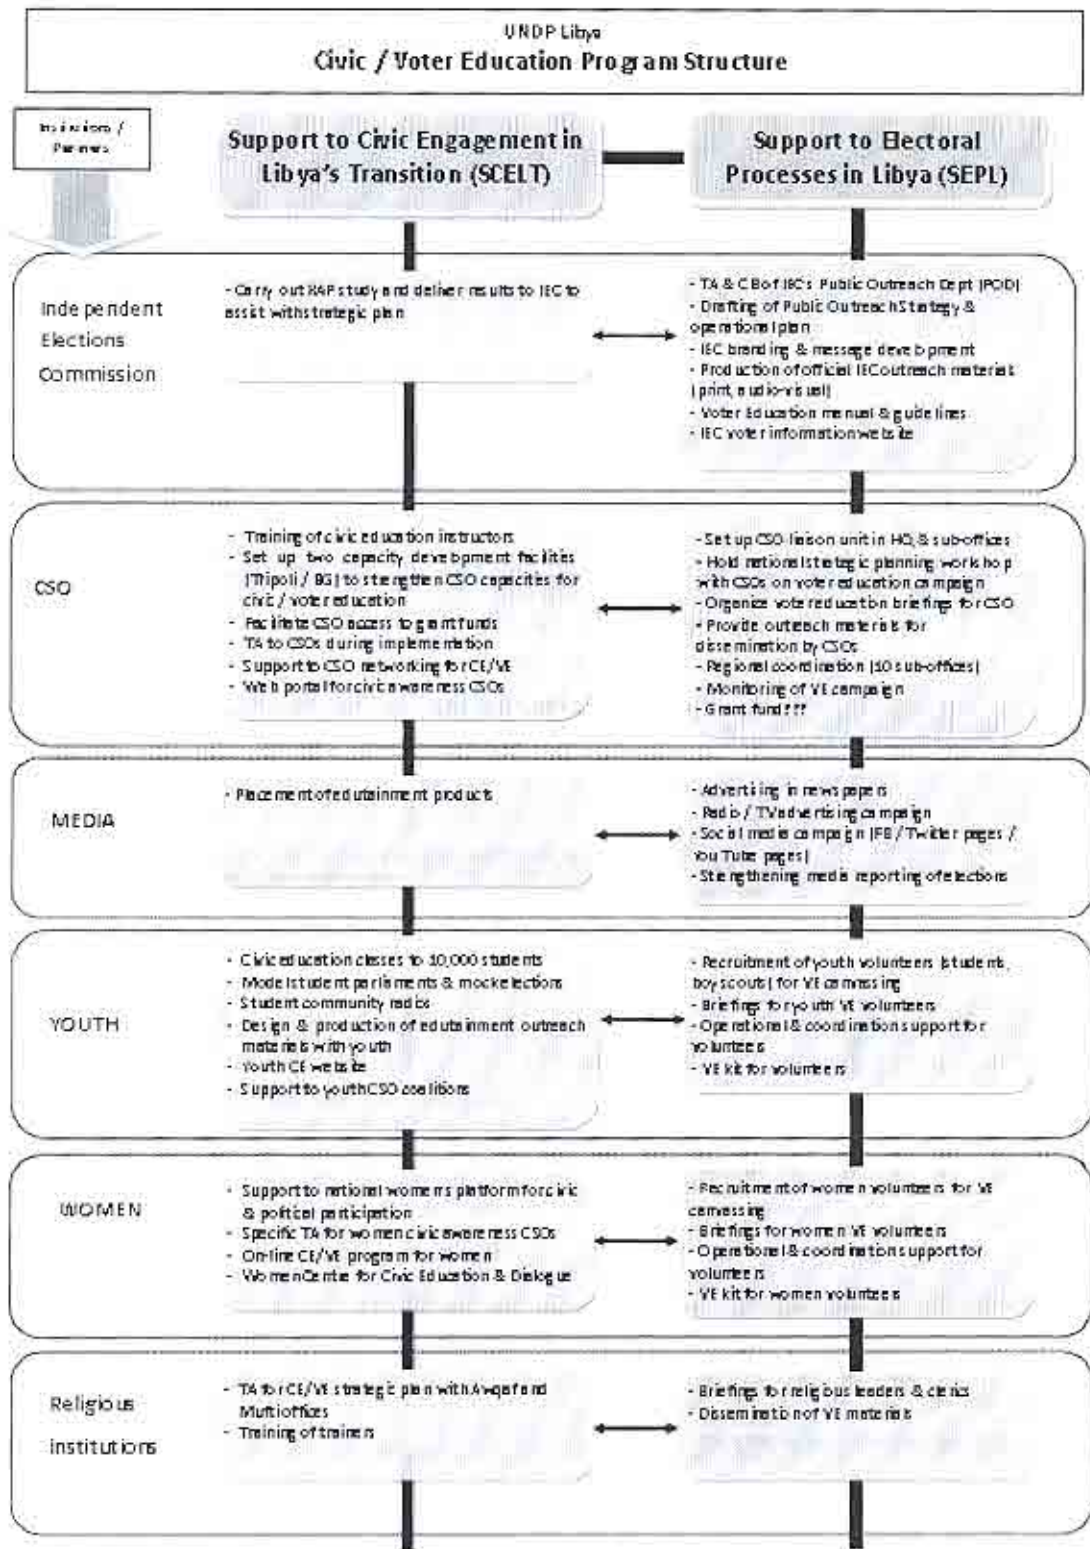 UNDP Libya
Civic / Voter Education Program Structure
Institutions /
Partners
Support to Civic Engagement in
Libya's Transition (SCELT)
Support to Electoral
Processes in Libya (SEPL)
Independent
Elections
Commission
- Carry out KAP study and deliver results to IEC to
assist with strategic plan
- TA & CB of IEC's Public Outreach Dept (POD)
- Drafting of Public Outreach Strategy &
operational plan
- IEC branding & message development
- Production of official IEC outreach materials
(print, audio-visual)
- Voter Education manual & guidelines
- IEC voter information website
CSO
- Training of civic education instructors
- Set up two capacity development facilities
(Tripoli / BG) to strengthen CSO capacities for
civic / voter education
- Facilitate CSO access to grant funds
- TA to CSOs during implementation
- Support to CSO networking for CE/VE
- Web portal for civic awareness CSOs
- Set up CSO liaison unit in HQ & sub-offices
- Hold national strategic planning workshop
with CSOs on voter education campaign
- Organize voter education briefings for CSO
- Provide outreach materials for
dissemination by CSOs
- Regional coordination (10 sub-offices)
- Monitoring of VE campaign
- Grant fund???
MEDIA
- Placement of edutainment products
- Advertising in newspapers
- Radio / TV advertising campaign
- Social media campaign (FB / Twitter pages /
You Tube pages)
- Strengthening media reporting of elections
YOUTH
- Civic education classes to 10,000 students
- Model student parliaments & mock elections
- Student community radios
- Design & production of edutainment outreach
materials with youth
- Youth CE website
- Support to youth CSO coalitions
- Recruitment of youth volunteers (students,
boy scouts) for VE canvassing
- Briefings for youth VE volunteers
- Operational & coordination support for
volunteers
- VE kit for volunteers
WOMEN
- Support to national women's platform for civic
& political participation
- Specific TA for women civic awareness CSOs
- On-line CE/VE program for women
- Women Centre for Civic Education & Dialogue
- Recruitment of women volunteers for VE
canvassing
- Briefings for women VE volunteers
- Operational & coordination support for
volunteers
- VE kit for women volunteers
Religious
institutions
- TA for CE/VE strategic plan with Awqaf and
Mufti offices
- Training of trainers
- Briefings for religious leaders & clerics
- Dissemination of VE materials